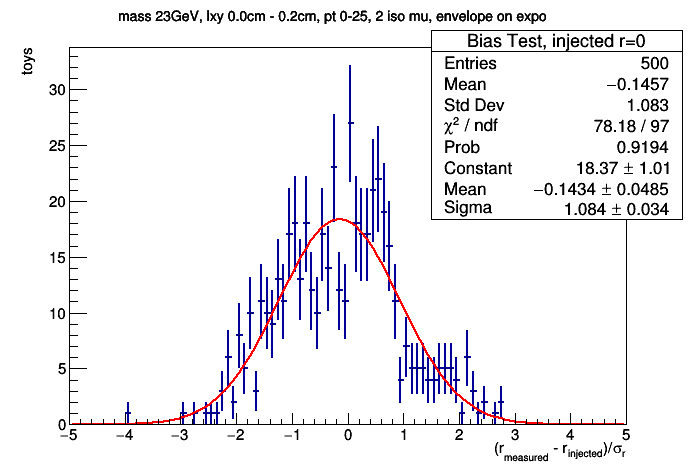 mass 23GeV, lxy 0.0cm - 0.2cm, pt 0-25, 2 iso mu, envelope on expo
Bias Test, injected r=0
Entries 500
Mean −0.1457
Std Dev 1.083
χ² / ndf 78.18 / 97
Prob 0.9194
Constant 18.37 ± 1.01
Mean −0.1434 ± 0.0485
Sigma 1.084 ± 0.034
toys
30
25
20
15
10
5
0
−5 −4 −3 −2 −1 0 1 2 3 4 5
(r_measured - r_injected)/σ_r